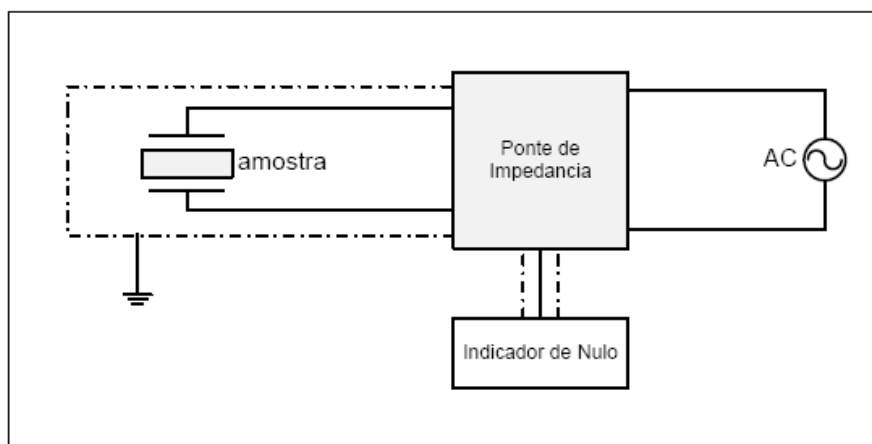 amostra
Ponte de
Impedancia
AC
Indicador de Nulo